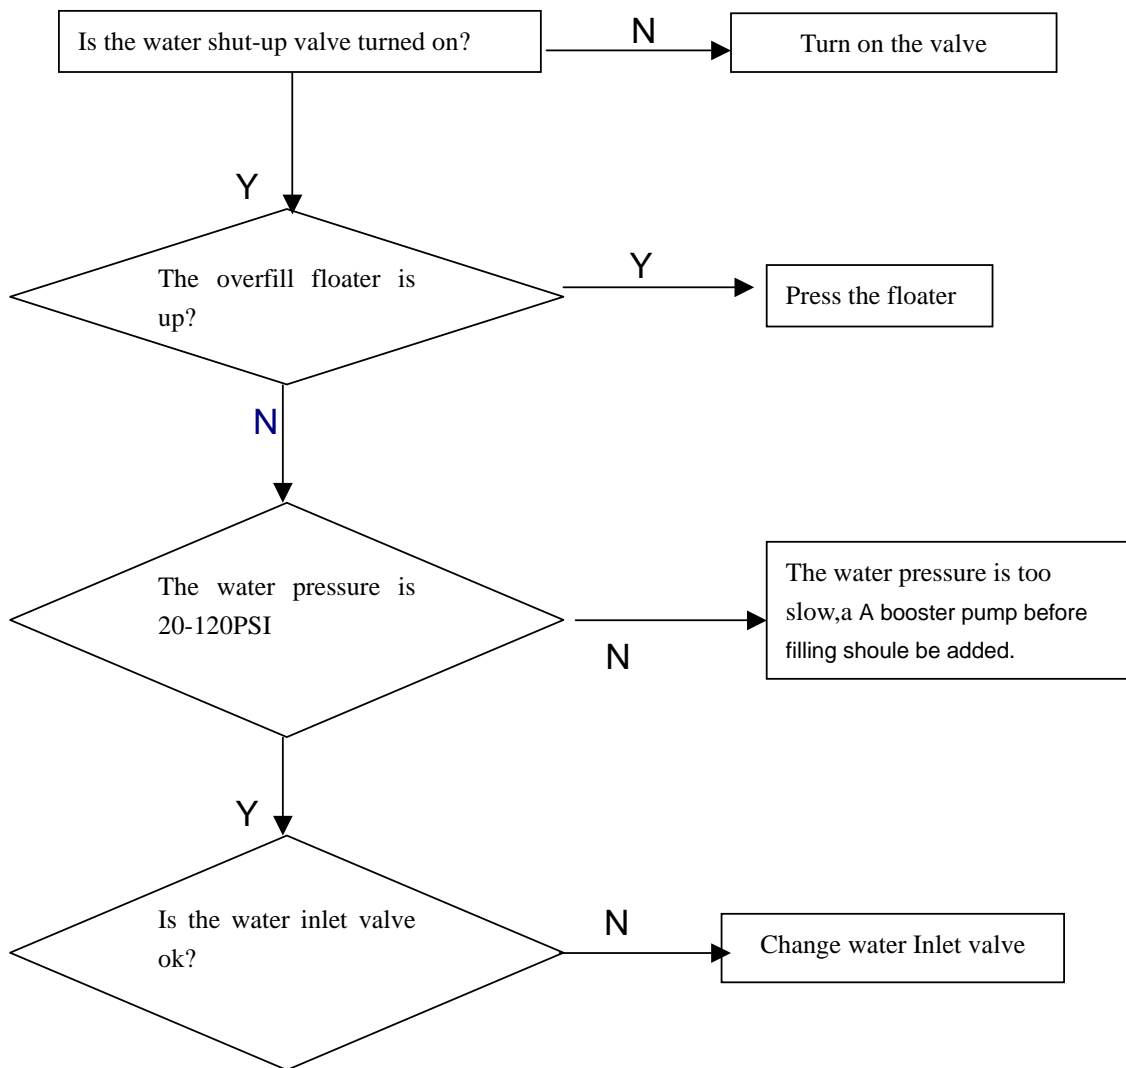 Is the water shut-up valve turned on?
N
Turn on the valve
Y
The overfill floater is
up?
Y
Press the floater
N
The water pressure is
20-120PSI
N
The water pressure is too
slow,a A booster pump before
filling shoule be added.
Y
Is the water inlet valve
ok?
N
Change water Inlet valve